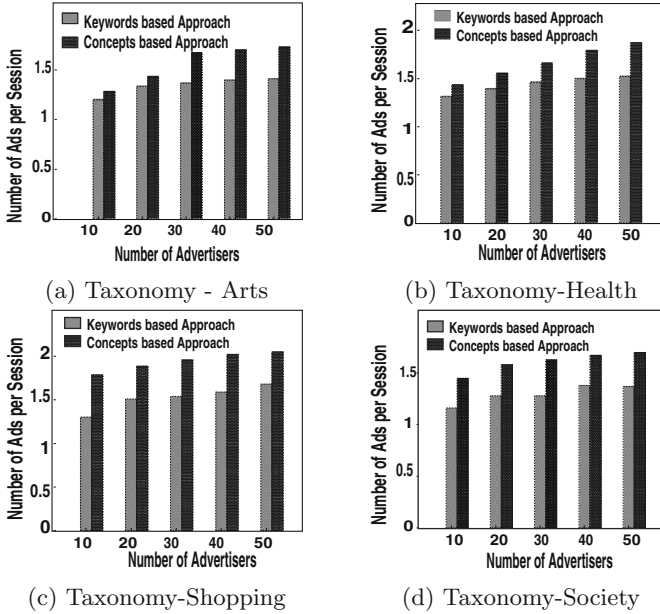 Keywords based Approach
Concepts based Approach
Number of Ads per Session
1.5
1
0.5
0
10 20 30 40 50
Number of Advertisers
(a) Taxonomy - Arts
Keywords based Approach
Concepts based Approach
Number of Ads per Session
2
1.5
1
0.5
0
10 20 30 40 50
Number of Advertisers
(b) Taxonomy-Health
Keywords based Approach
Concepts based Approach
Number of Ads per Session
2
1.5
1
0.5
0
10 20 30 40 50
Number of Advertisers
(c) Taxonomy-Shopping
Keywords based Approach
Concepts based Approach
Number of Ads per Session
1.5
1
0.5
0
10 20 30 40 50
Number of Advertisers
(d) Taxonomy-Society